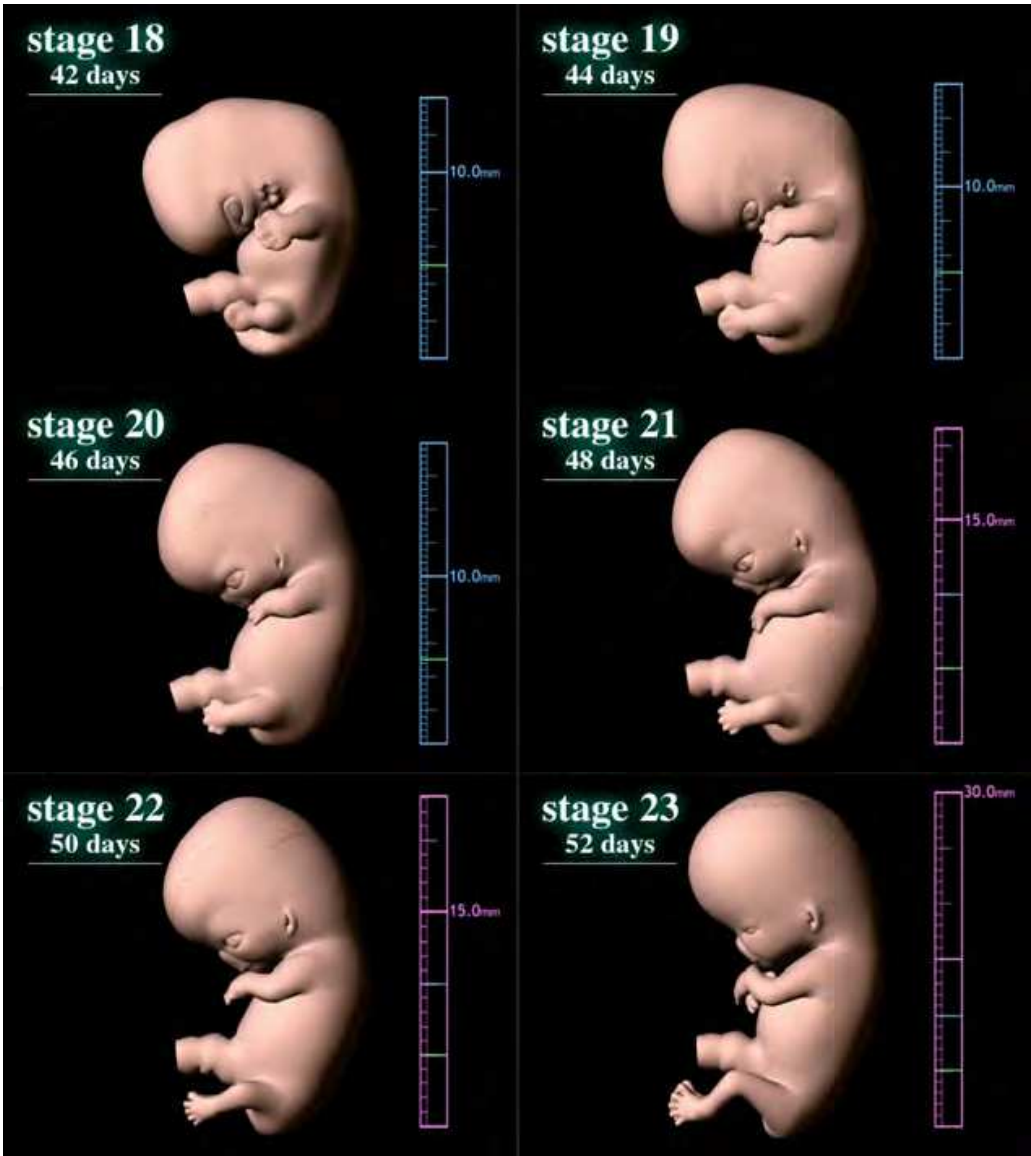 stage 18
42 days
10.0mm
stage 19
44 days
10.0mm
stage 20
46 days
10.0mm
stage 21
48 days
15.0mm
stage 22
50 days
15.0mm
stage 23
52 days
30.0mm